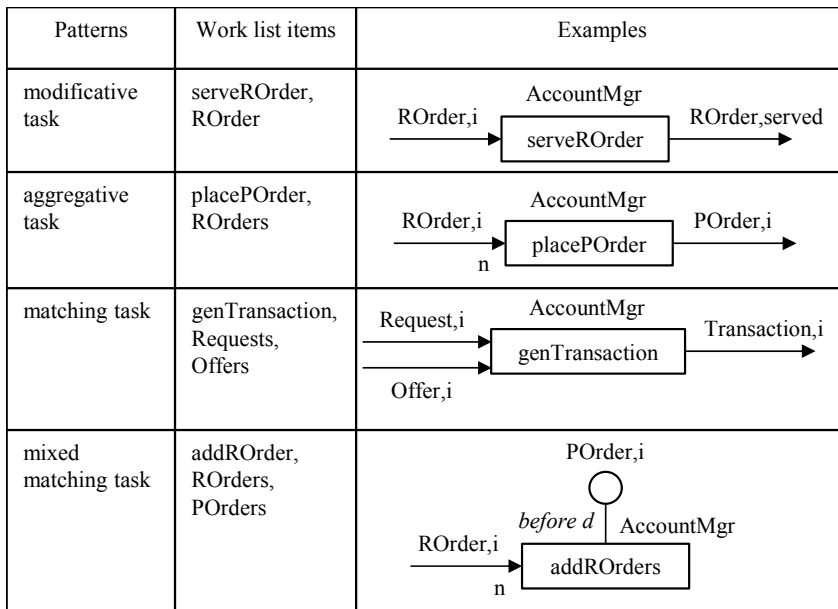 Patterns
Work list items
Examples
modificative
task
serveROrder,
ROrder
AccountMgr
ROrder,i
serveROrder
ROrder,served
aggregative
task
placePOrder,
ROrders
AccountMgr
ROrder,i
n
placePOrder
POrder,i
matching task
genTransaction,
Requests,
Offers
AccountMgr
Request,i
Offer,i
genTransaction
Transaction,i
mixed
matching task
addROrder,
ROrders,
POrders
POrder,i
before d
AccountMgr
ROrder,i
n
addROrders